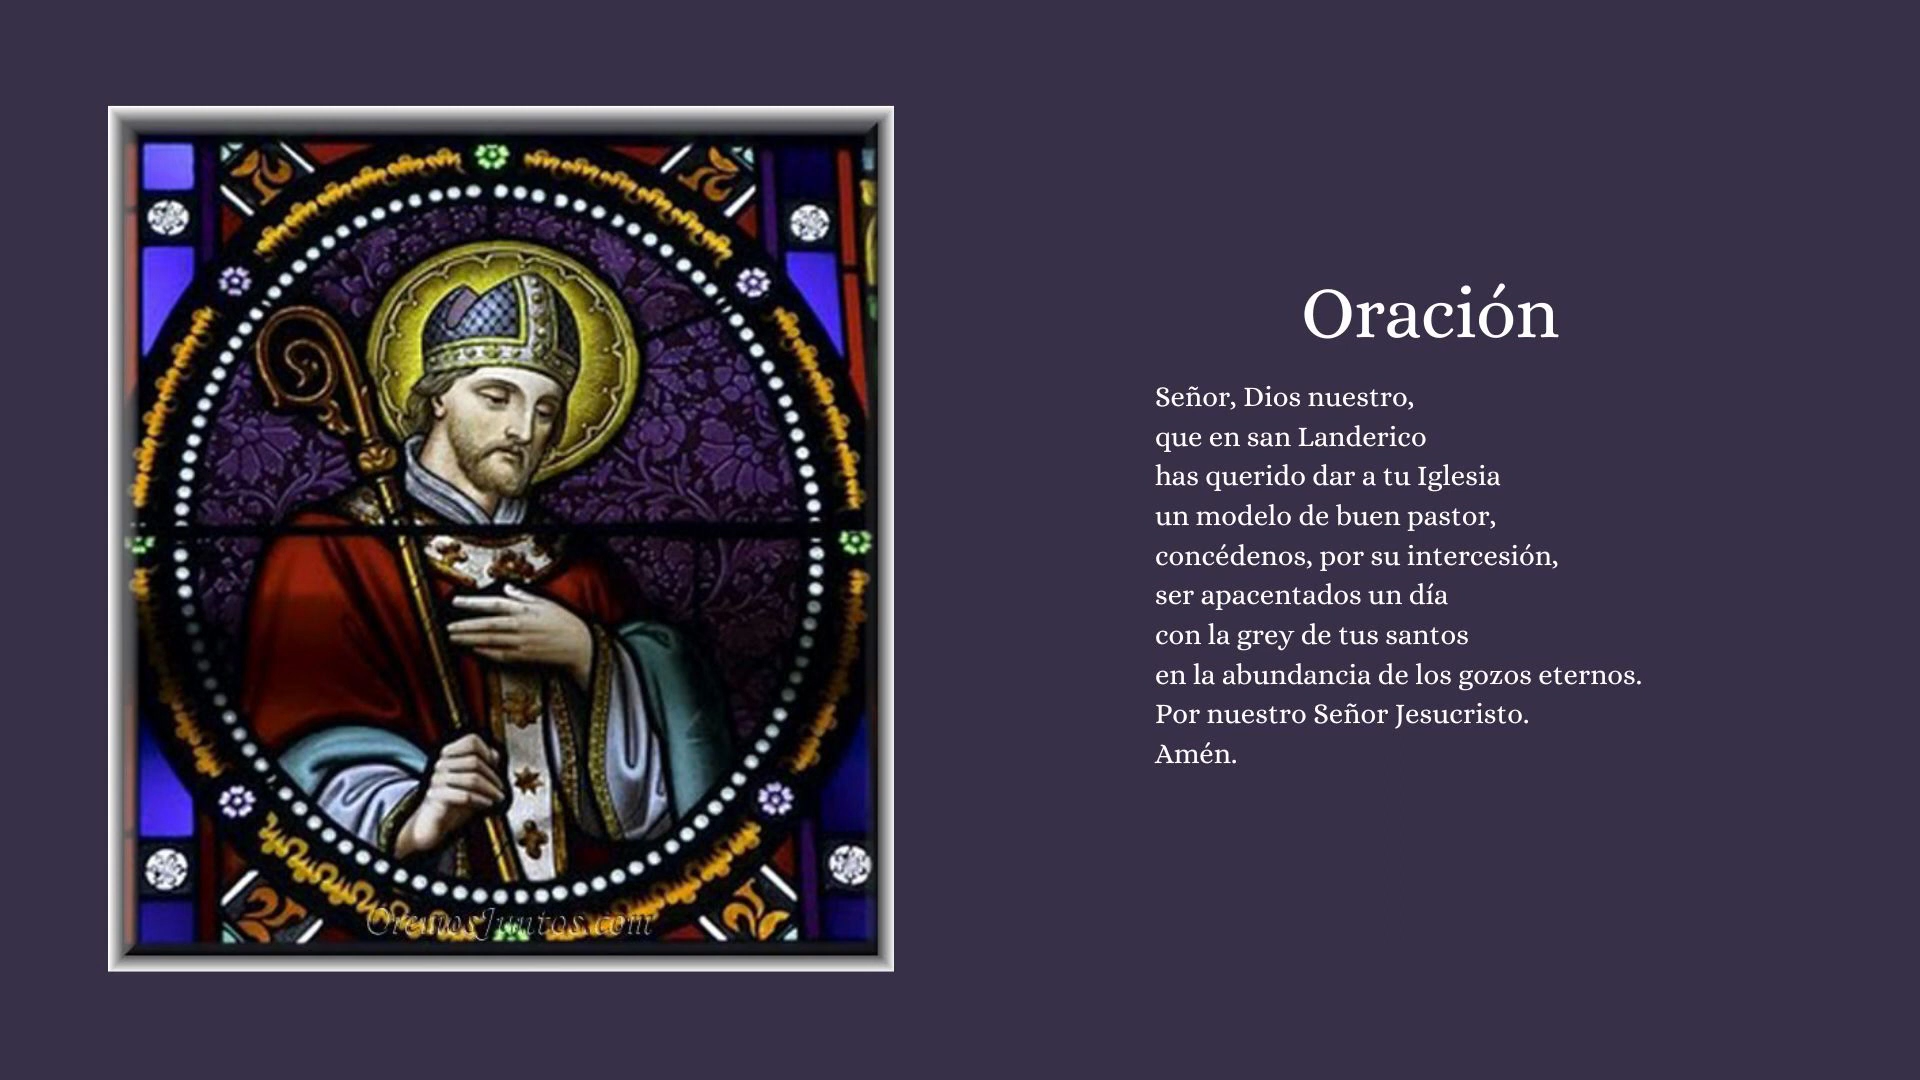 Oración
Señor, Dios nuestro,
que en san Landerico
has querido dar a tu Iglesia
un modelo de buen pastor,
concédenos, por su intercesión,
ser apacentados un día
con la grey de tus santos
en la abundancia de los gozos eternos.
Por nuestro Señor Jesucristo.
Amén.
OremosJuntos.com